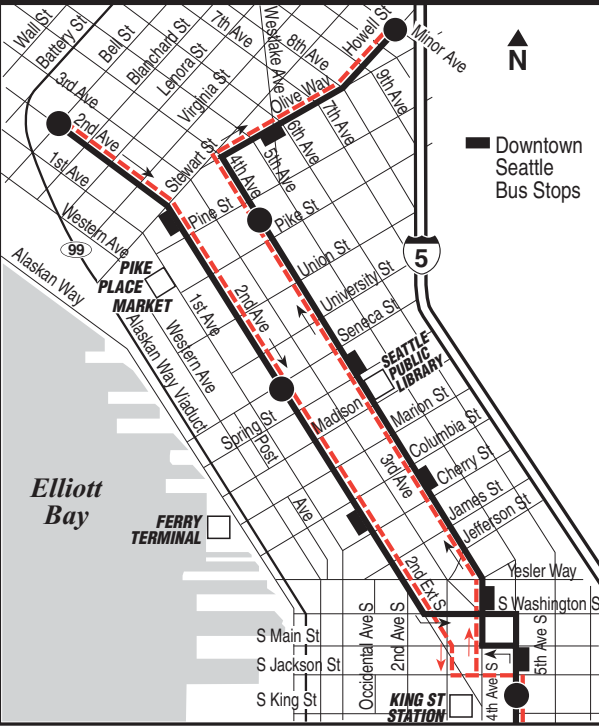 Wall St
Battery St
Bell St
Blanchard St
Lenora St
Virginia St
7th Ave
Westlake Ave
8th Ave
Howell St
Minor Ave
N
3rd Ave
2nd Ave
1st Ave
Western Ave
Stewart St
Olive Way
9th Ave
7th Ave
6th Ave
5th Ave
4th Ave
Downtown
Seattle
Bus Stops
99
Alaskan Way
PIKE
PLACE
MARKET
Pine St
Pike St
Union St
University St
Seneca St
5
1st Ave
2nd Ave
Western Ave
Alaskan Way Viaduct
SEATTLE
PUBLIC
LIBRARY
Spring St
Post
Ave
Madison
Marion St
Columbia St
Cherry St
James St
Jefferson St
3rd Ave
Elliott
Bay
FERRY
TERMINAL
2nd Ext S
Yesler Way
S Washington S
S Main St
S Jackson St
S King St
Occidental Ave S
2nd Ave S
4th Ave S
5th Ave S
KING ST
STATION